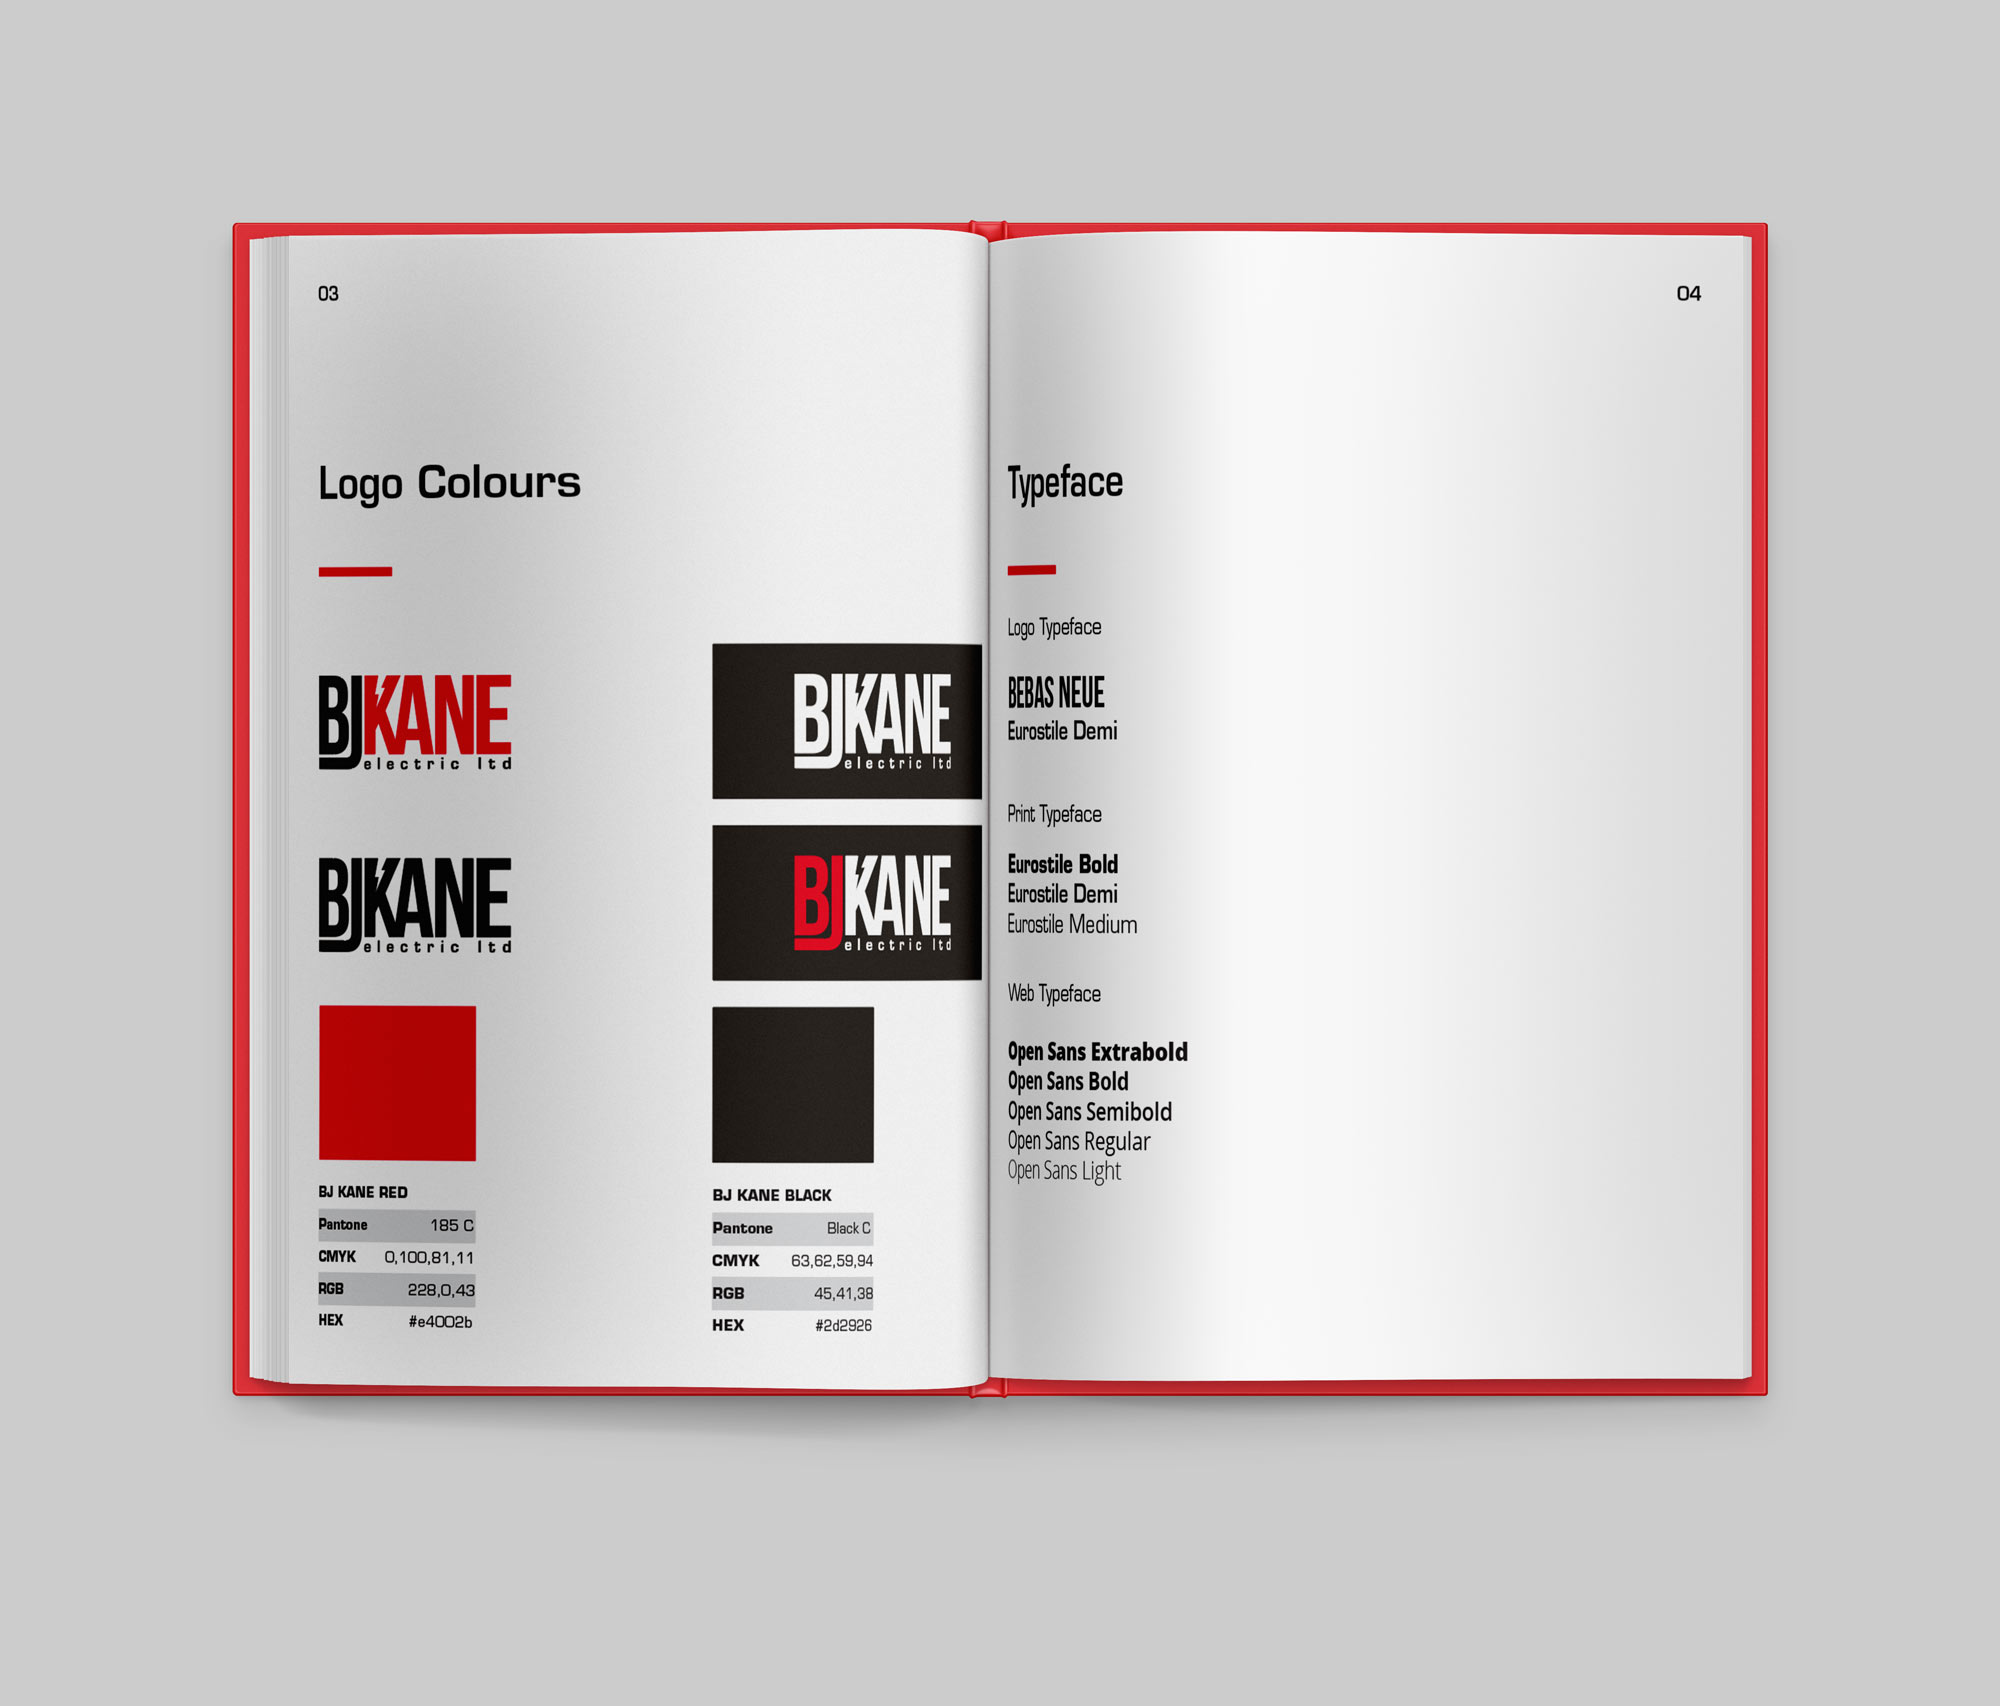 03
Logo Colours
BJKANE
electric ltd
BJKANE
electric ltd
BJKANE
electric ltd
BJKANE
electric ltd
BJ KANE RED
Pantone 185 C
CMYK 0,100,81,11
RGB 228,0,43
HEX #e4002b
BJ KANE BLACK
Pantone Black C
CMYK 63,62,59,94
RGB 45,41,38
HEX #2d2926
04
Typeface
Logo Typeface
BEBAS NEUE
Eurostile Demi
Print Typeface
Eurostile Bold
Eurostile Demi
Eurostile Medium
Web Typeface
Open Sans Extrabold
Open Sans Bold
Open Sans Semibold
Open Sans Regular
Open Sans Light